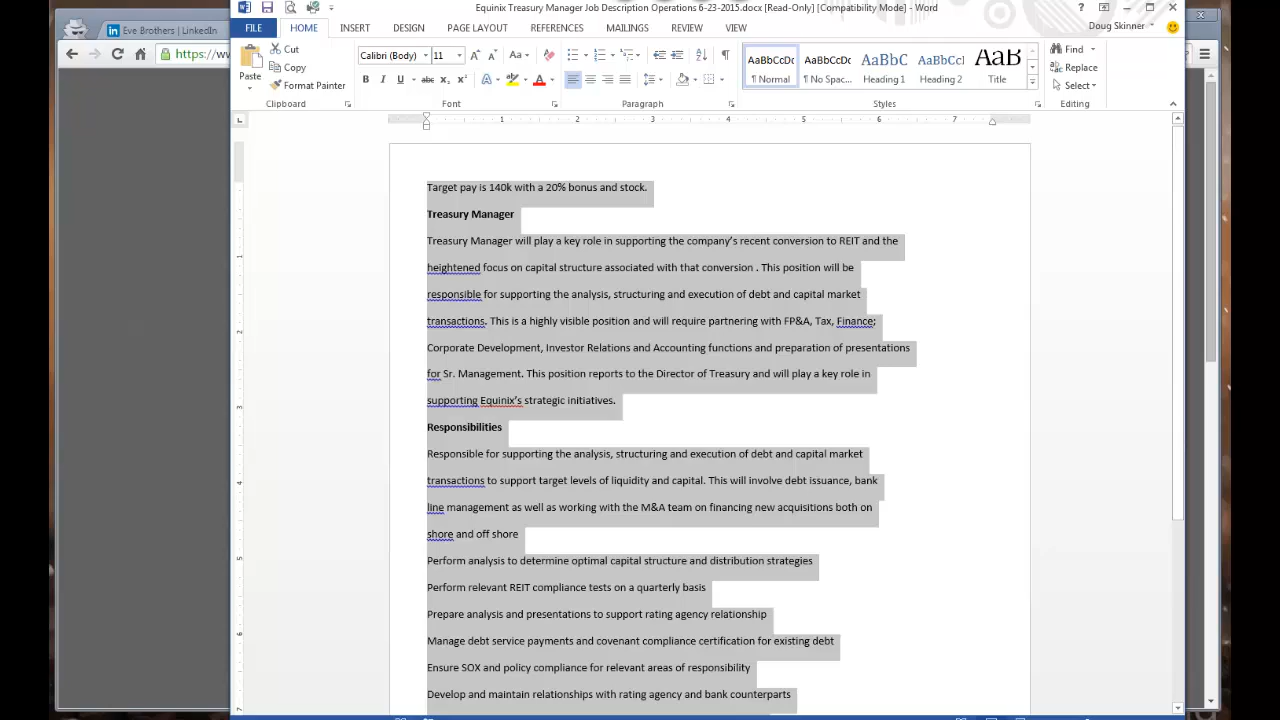 Equinix Treasury Manager Job Description Operations 6-23-2015.docx [Read-Only] [Compatibility Mode] - Word
Eve Brothers | LinkedIn
https://ww
FILE HOME INSERT DESIGN PAGE LAYOUT REFERENCES MAILINGS REVIEW VIEW
Doug Skinner
Paste
Cut
Copy
Format Painter
Calibri (Body) 11
B I U abc x₂ x²
AaBbCcDc AaBbCcDc AaBbC AaBbCcI AaB
¶ Normal ¶ No Spac... Heading 1 Heading 2 Title
Find
Replace
Select
Clipboard Font Paragraph Styles Editing
1 2 3 4 5 6 7
Target pay is 140k with a 20% bonus and stock.
Treasury Manager
Treasury Manager will play a key role in supporting the company's recent conversion to REIT and the
heightened focus on capital structure associated with that conversion . This position will be
responsible for supporting the analysis, structuring and execution of debt and capital market
transactions. This is a highly visible position and will require partnering with FP&A, Tax, Finance;
Corporate Development, Investor Relations and Accounting functions and preparation of presentations
for Sr. Management. This position reports to the Director of Treasury and will play a key role in
supporting Equinix's strategic initiatives.
Responsibilities
Responsible for supporting the analysis, structuring and execution of debt and capital market
transactions to support target levels of liquidity and capital. This will involve debt issuance, bank
line management as well as working with the M&A team on financing new acquisitions both on
shore and off shore
Perform analysis to determine optimal capital structure and distribution strategies
Perform relevant REIT compliance tests on a quarterly basis
Prepare analysis and presentations to support rating agency relationship
Manage debt service payments and covenant compliance certification for existing debt
Ensure SOX and policy compliance for relevant areas of responsibility
Develop and maintain relationships with rating agency and bank counterparts